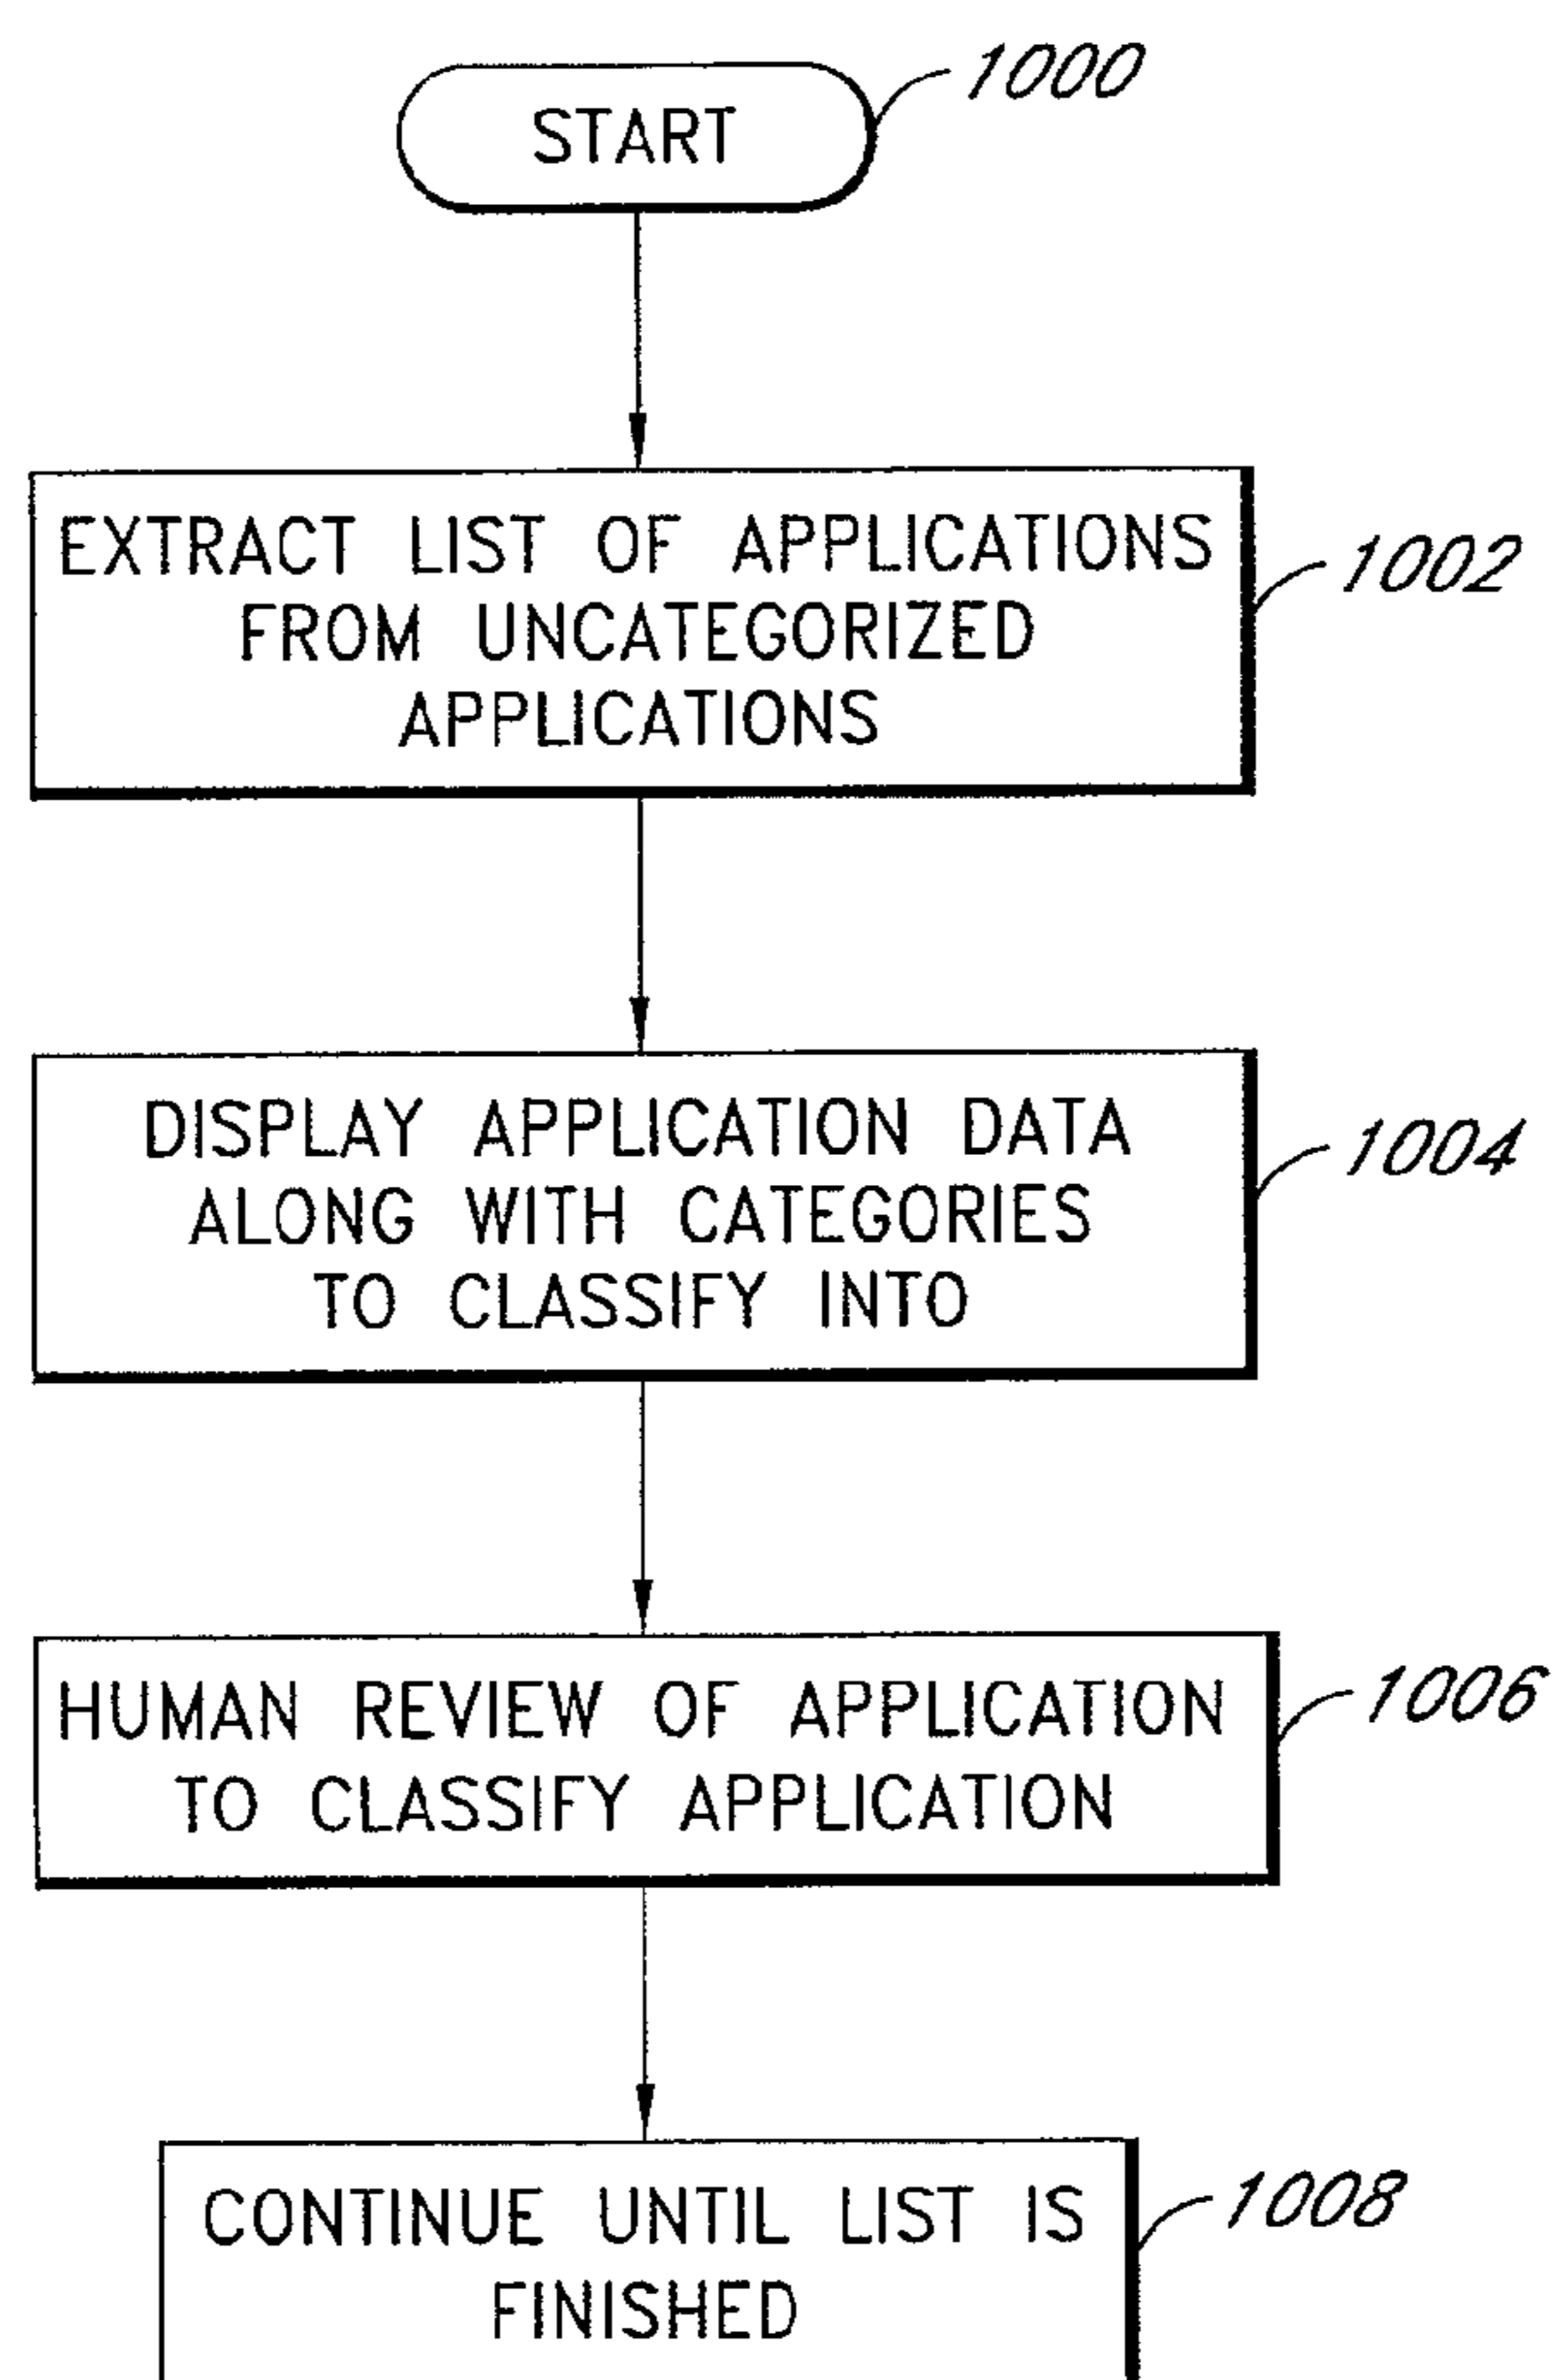 START
1000
EXTRACT LIST OF APPLICATIONS
FROM UNCATEGORIZED
APPLICATIONS
1002
DISPLAY APPLICATION DATA
ALONG WITH CATEGORIES
TO CLASSIFY INTO
1004
HUMAN REVIEW OF APPLICATION
TO CLASSIFY APPLICATION
1006
CONTINUE UNTIL LIST IS
FINISHED
1008